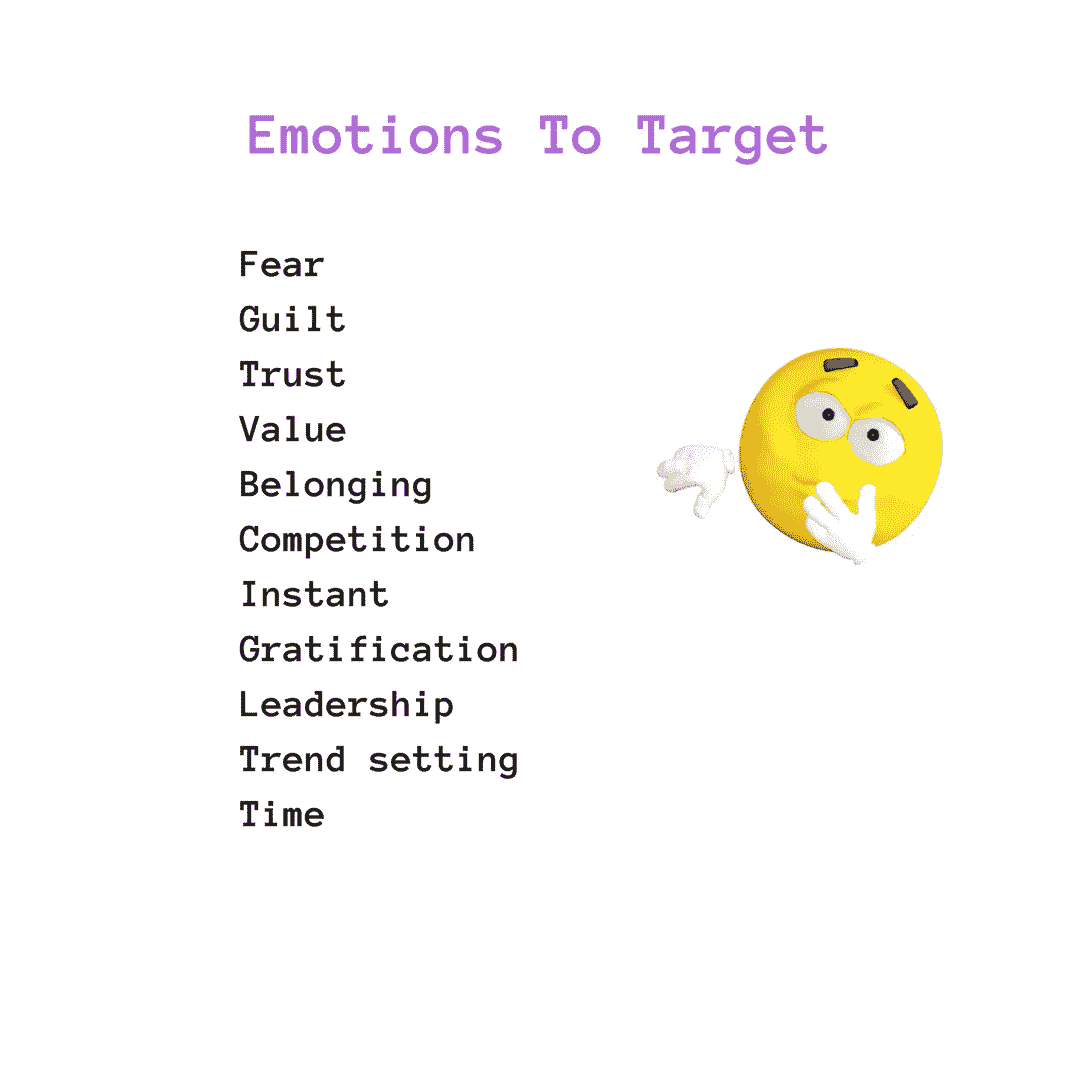 Emotions To Target
Fear
Guilt
Trust
Value
Belonging
Competition
Instant
Gratification
Leadership
Trend setting
Time